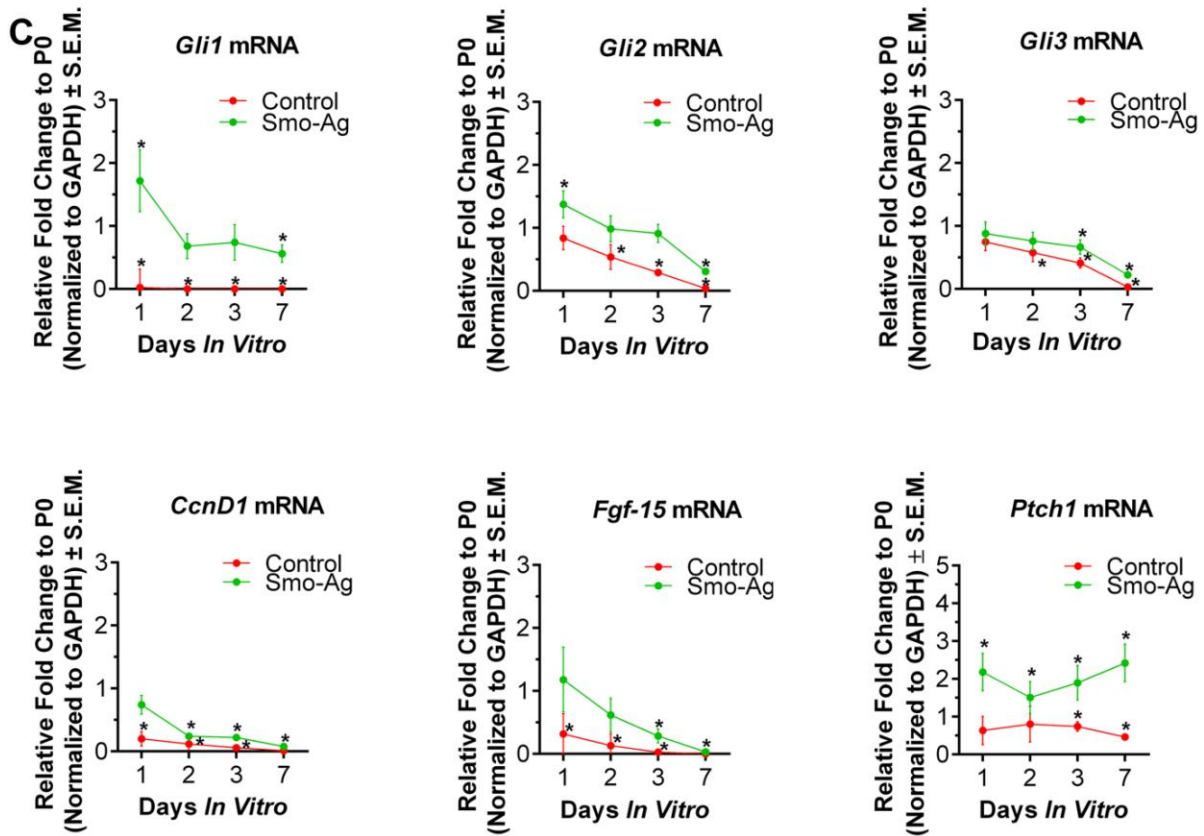 C
Gli1 mRNA
Relative Fold Change to P0
(Normalized to GAPDH) ± S.E.M.
Control
Smo-Ag
3
2
1
0
*
*
*
*
*
*
1 2 3 7
Days In Vitro
Gli2 mRNA
Relative Fold Change to P0
(Normalized to GAPDH) ± S.E.M.
Control
Smo-Ag
3
2
1
0
*
*
*
*
*
1 2 3 7
Days In Vitro
Gli3 mRNA
Relative Fold Change to P0
(Normalized to GAPDH) ± S.E.M.
Control
Smo-Ag
3
2
1
0
*
*
*
*
*
1 2 3 7
Days In Vitro
CcnD1 mRNA
Relative Fold Change to P0
(Normalized to GAPDH) ± S.E.M.
Control
Smo-Ag
3
2
1
0
*
*
*
*
*
*
1 2 3 7
Days In Vitro
Fgf-15 mRNA
Relative Fold Change to P0
(Normalized to GAPDH) ± S.E.M.
Control
Smo-Ag
3
2
1
0
*
*
*
*
*
1 2 3 7
Days In Vitro
Ptch1 mRNA
Relative Fold Change to P0
(Normalized to GAPDH) ± S.E.M.
Control
Smo-Ag
5
4
3
2
1
0
*
*
*
*
*
*
1 2 3 7
Days In Vitro